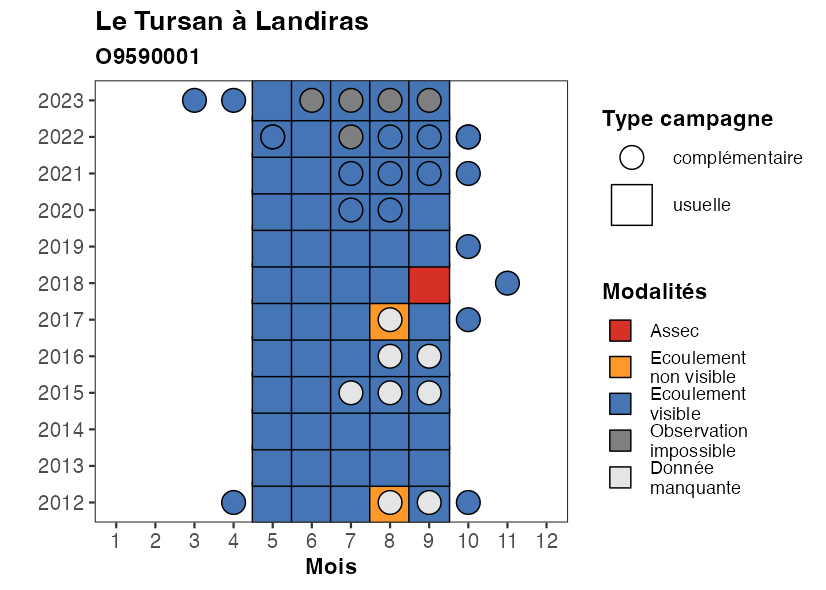 Le Tursan à Landiras
O9590001
2023
2022
2021
2020
2019
2018
2017
2016
2015
2014
2013
2012
1 2 3 4 5 6 7 8 9 10 11 12
Mois
Type campagne
complémentaire
usuelle
Modalités
Assec
Ecoulement
non visible
Ecoulement
visible
Observation
impossible
Donnée
manquante